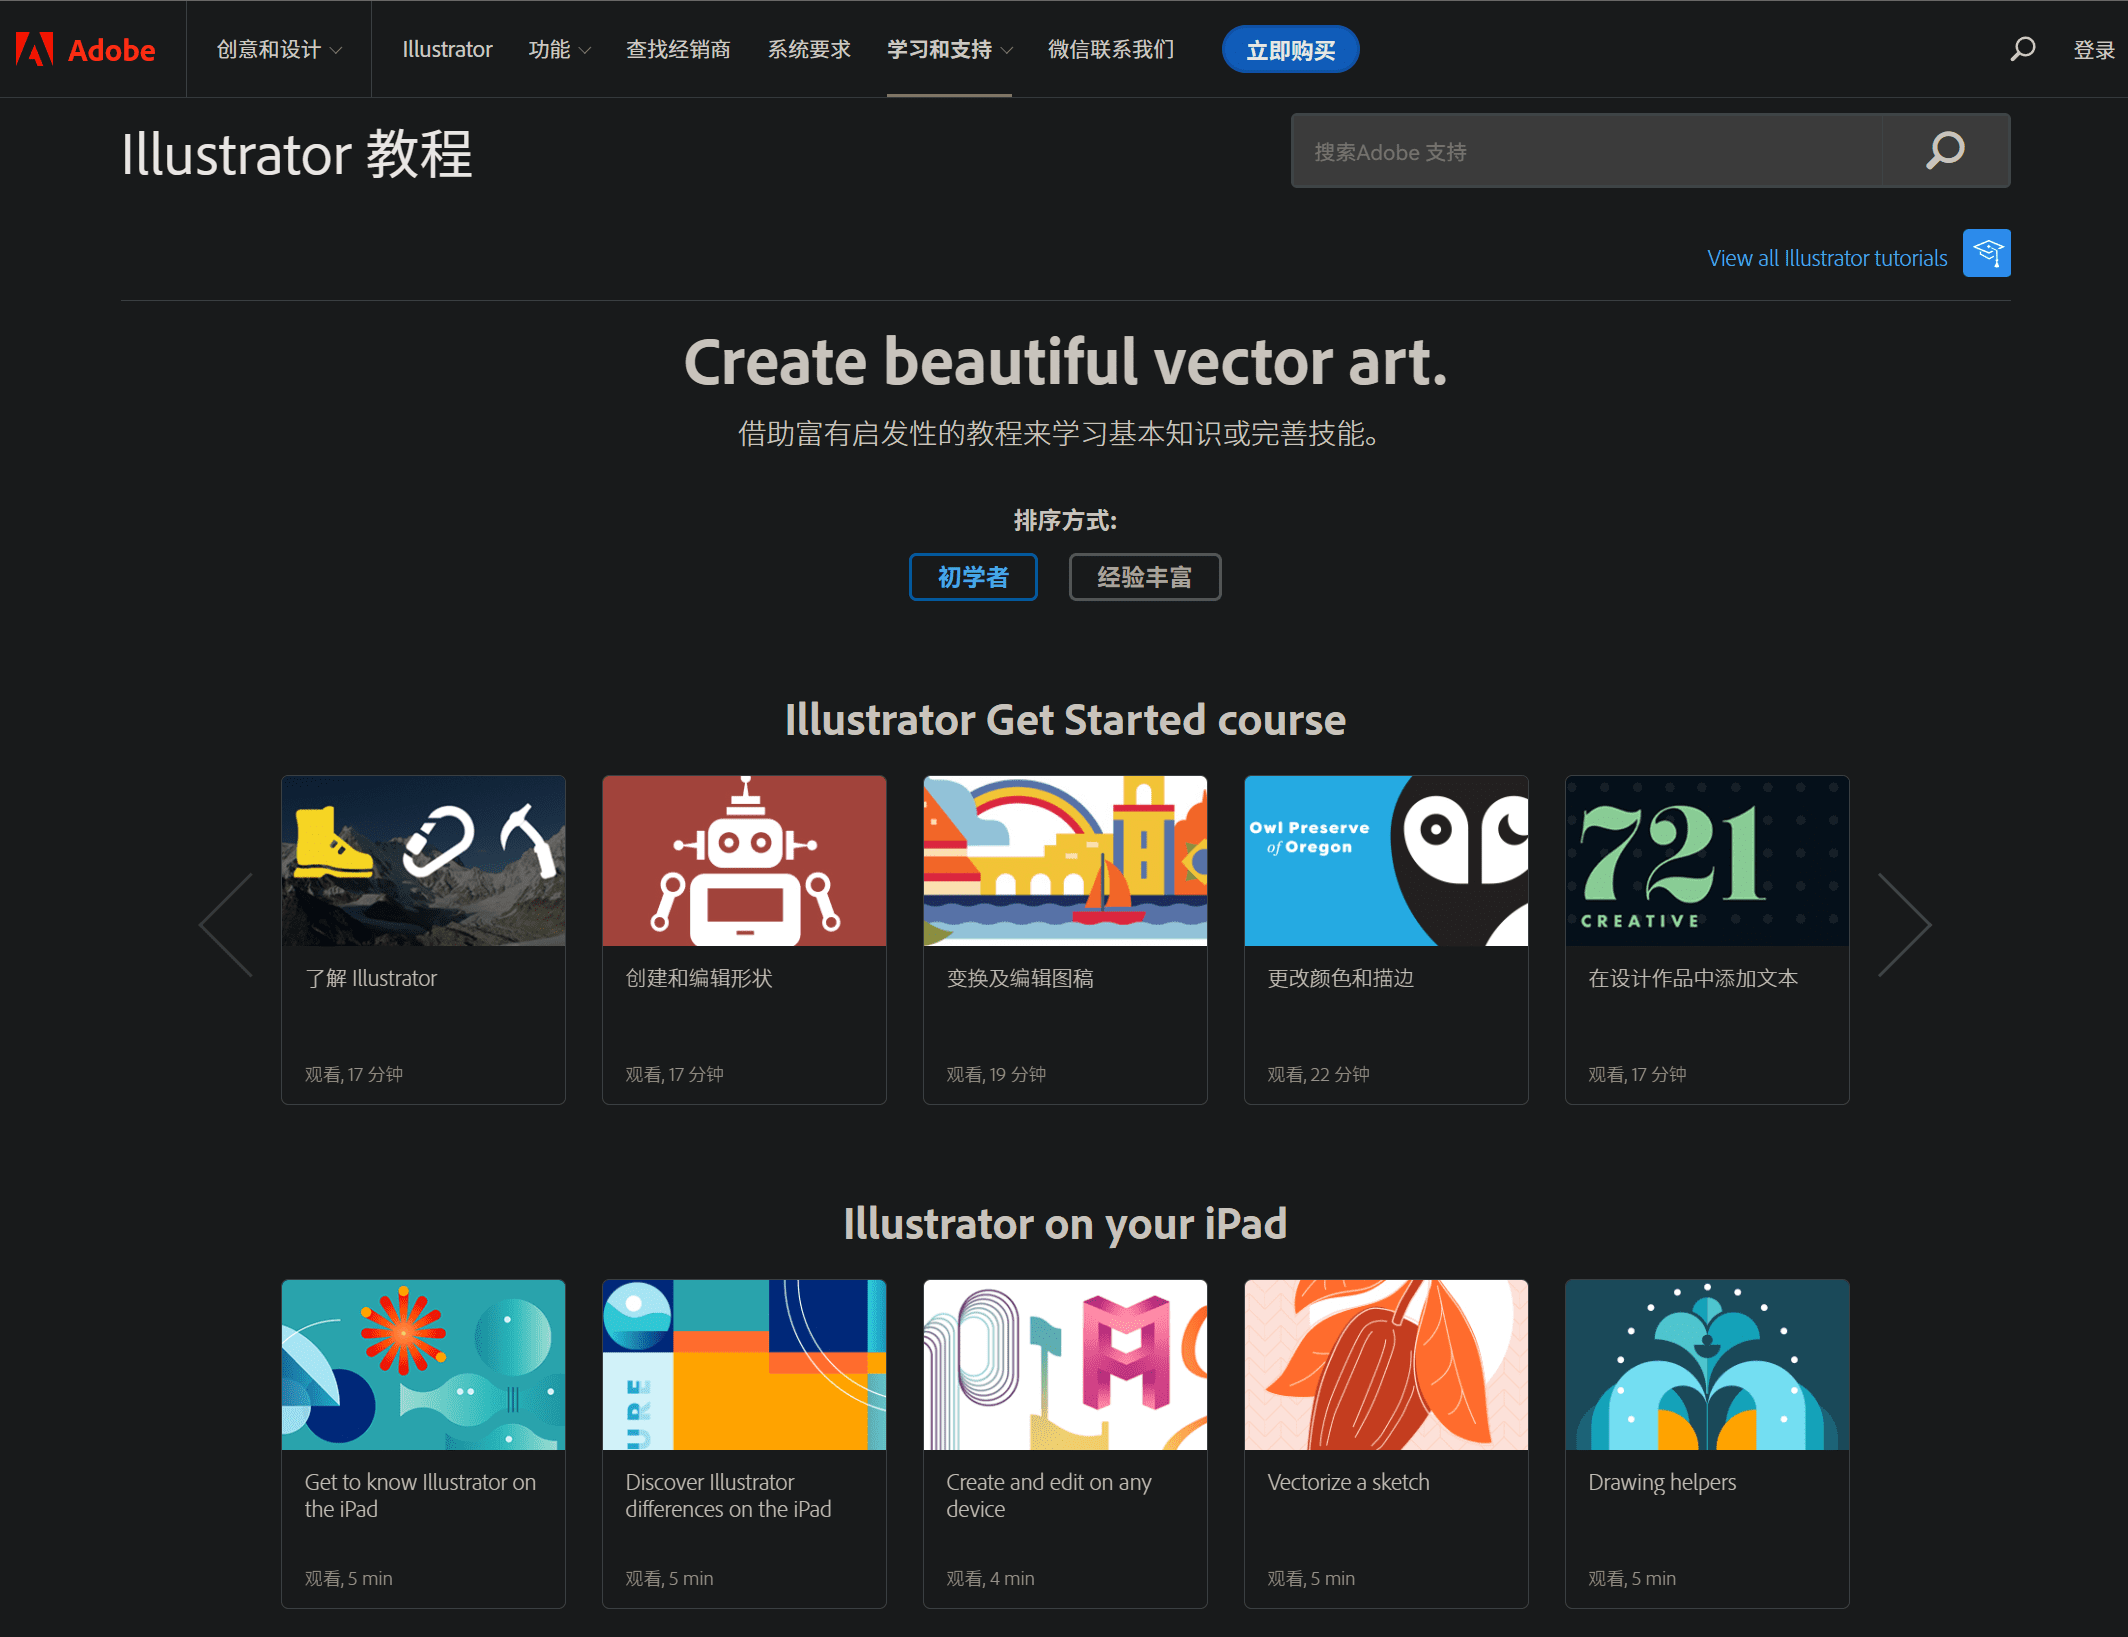 Adobe
创意和设计
Illustrator
功能
查找经销商
系统要求
学习和支持
微信联系我们
立即购买
登录
Illustrator 教程
搜索Adobe 支持
View all Illustrator tutorials
Create beautiful vector art.
借助富有启发性的教程来学习基本知识或完善技能。
排序方式:
初学者
经验丰富
Illustrator Get Started course
Owl Preserve
of Oregon
721
CREATIVE
了解 Illustrator
创建和编辑形状
变换及编辑图稿
更改颜色和描边
在设计作品中添加文本
观看, 17 分钟
观看, 17 分钟
观看, 19 分钟
观看, 22 分钟
观看, 17 分钟
Illustrator on your iPad
URE
Get to know Illustrator on
the iPad
Discover Illustrator
differences on the iPad
Create and edit on any
device
Vectorize a sketch
Drawing helpers
观看, 5 min
观看, 5 min
观看, 4 min
观看, 5 min
观看, 5 min